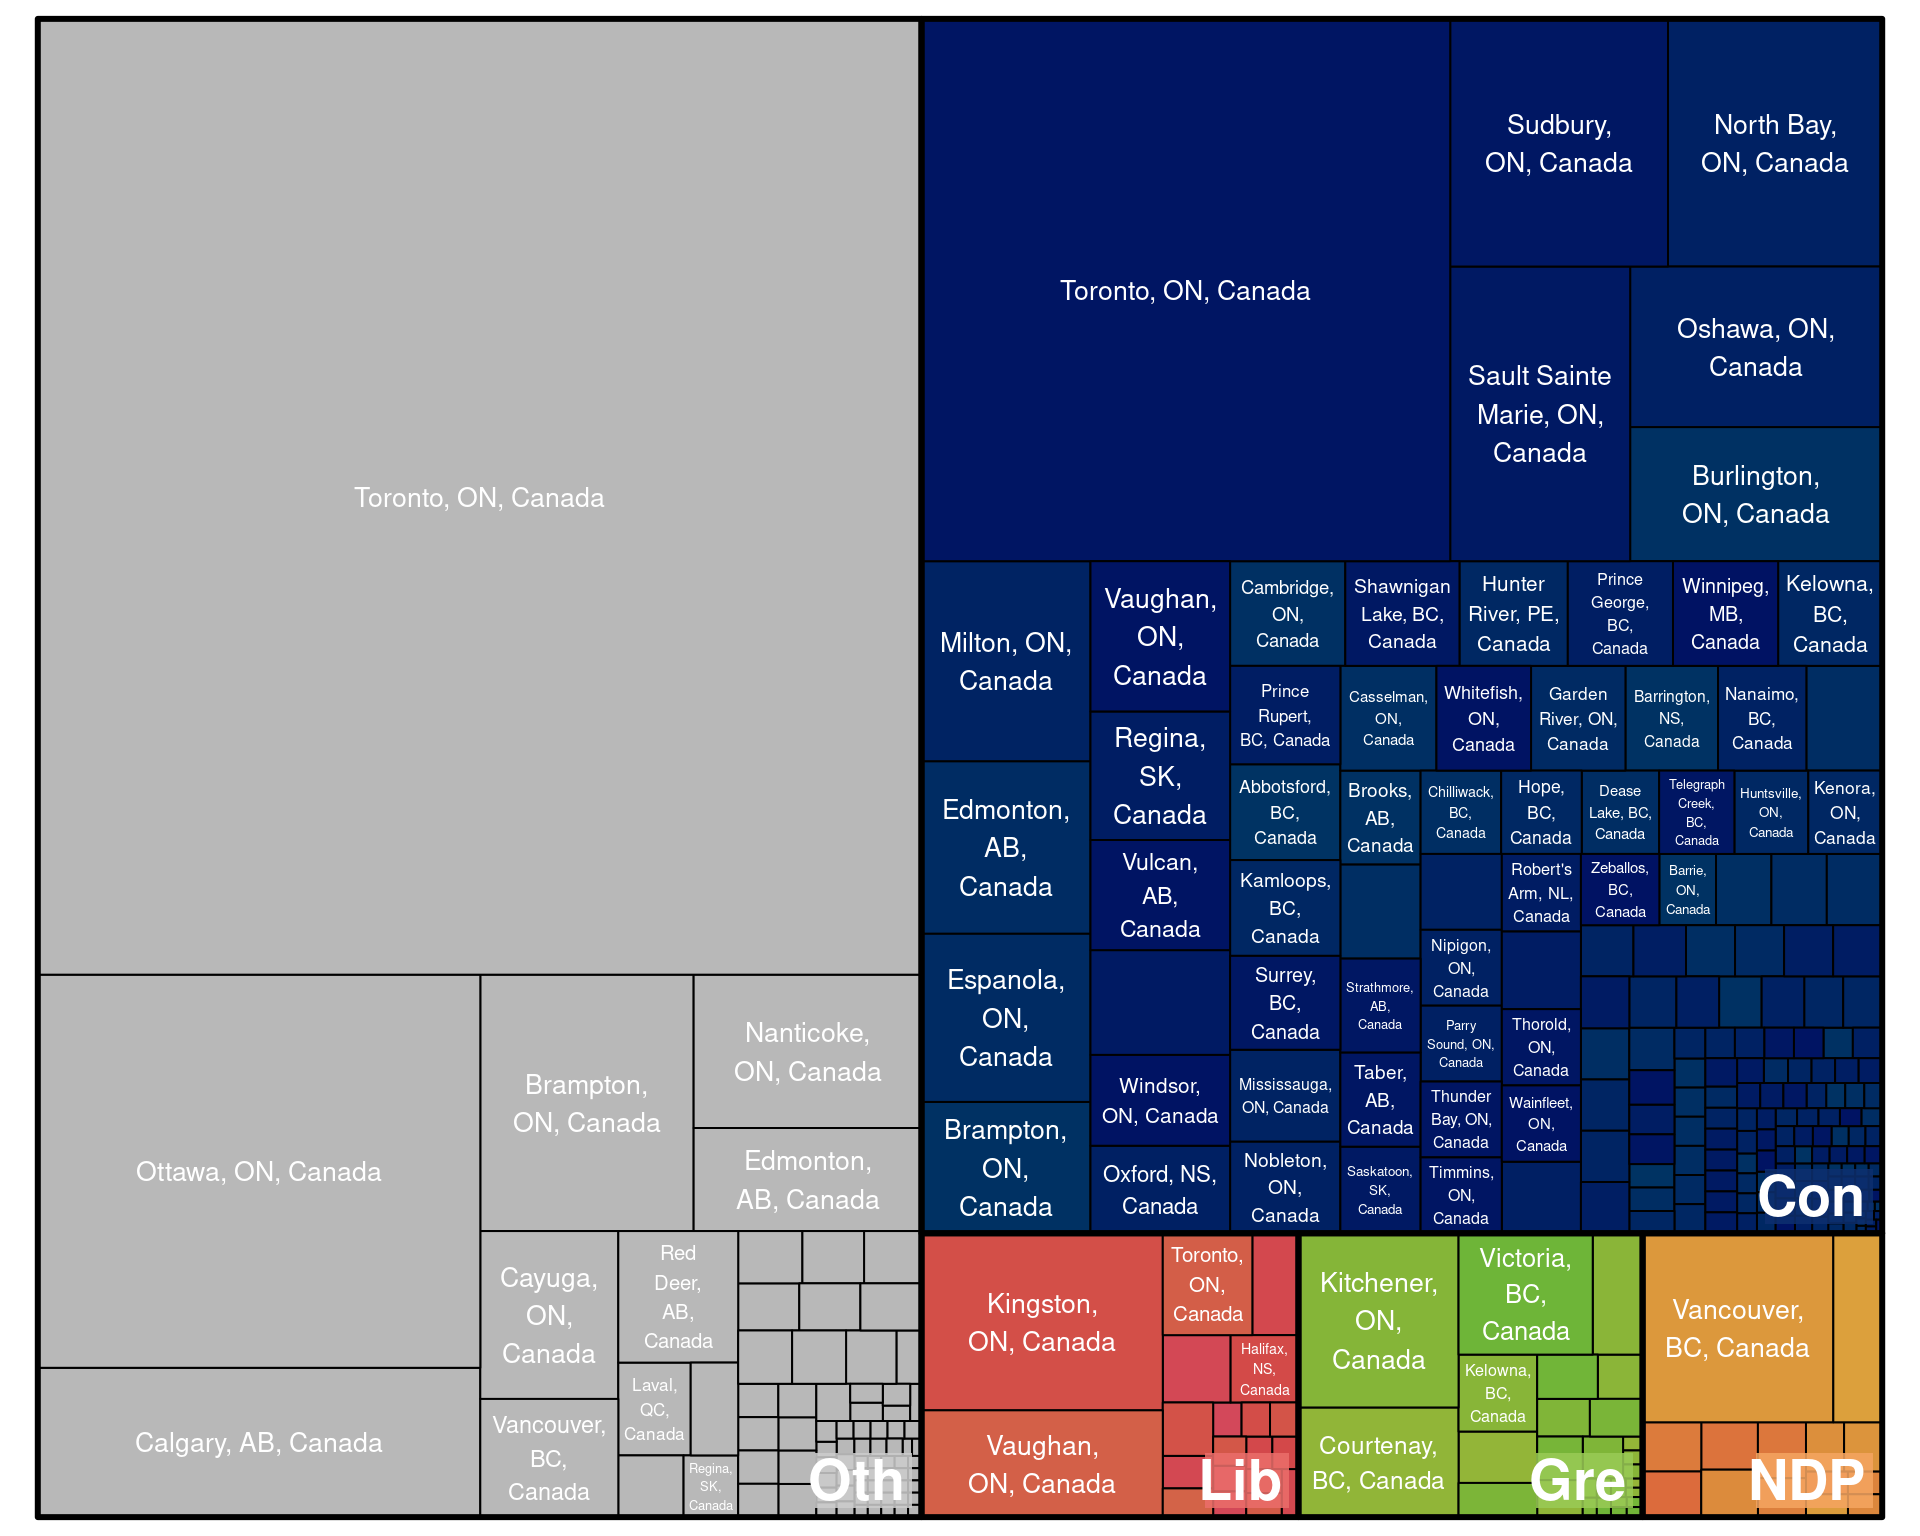 Toronto, ON, Canada
Ottawa, ON, Canada
Calgary, AB, Canada
Brampton,
ON, Canada
Nanticoke,
ON, Canada
Edmonton,
AB, Canada
Cayuga,
ON,
Canada
Vancouver,
BC,
Canada
Red
Deer,
AB,
Canada
Laval,
QC,
Canada
Regina,
SK,
Canada
Oth
Toronto, ON, Canada
Sudbury,
ON, Canada
North Bay,
ON, Canada
Sault Sainte
Marie, ON,
Canada
Oshawa, ON,
Canada
Burlington,
ON, Canada
Milton, ON,
Canada
Edmonton,
AB,
Canada
Espanola,
ON,
Canada
Brampton,
ON,
Canada
Vaughan,
ON,
Canada
Regina,
SK,
Canada
Vulcan,
AB,
Canada
Windsor,
ON, Canada
Oxford, NS,
Canada
Cambridge,
ON,
Canada
Shawnigan
Lake, BC,
Canada
Hunter
River, PE,
Canada
Prince
George,
BC,
Canada
Winnipeg,
MB,
Canada
Kelowna,
BC,
Canada
Prince
Rupert,
BC, Canada
Casselman,
ON,
Canada
Whitefish,
ON,
Canada
Garden
River, ON,
Canada
Barrington,
NS,
Canada
Nanaimo,
BC,
Canada
Abbotsford,
BC,
Canada
Brooks,
AB,
Canada
Chilliwack,
BC,
Canada
Hope,
BC,
Canada
Dease
Lake, BC,
Canada
Telegraph
Creek,
BC,
Canada
Huntsville,
ON,
Canada
Kenora,
ON,
Canada
Kamloops,
BC,
Canada
Robert's
Arm, NL,
Canada
Zeballos,
BC,
Canada
Barrie,
ON,
Canada
Surrey,
BC,
Canada
Strathmore,
AB,
Canada
Nipigon,
ON,
Canada
Parry
Sound, ON,
Canada
Thorold,
ON,
Canada
Mississauga,
ON, Canada
Taber,
AB,
Canada
Thunder
Bay, ON,
Canada
Wainfleet,
ON,
Canada
Nobleton,
ON,
Canada
Saskatoon,
SK,
Canada
Timmins,
ON,
Canada
Con
Kingston,
ON, Canada
Vaughan,
ON, Canada
Toronto,
ON,
Canada
Halifax,
NS,
Canada
Lib
Kitchener,
ON,
Canada
Courtenay,
BC, Canada
Victoria,
BC,
Canada
Kelowna,
BC,
Canada
Gre
Vancouver,
BC, Canada
NDP